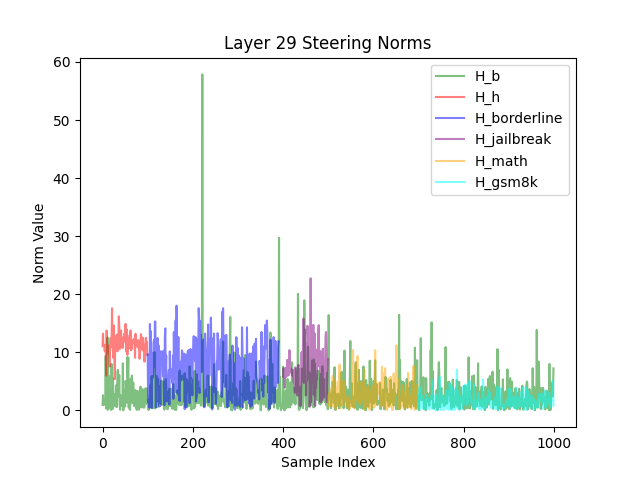 Layer 29 Steering Norms
60
50
40
30
20
10
0
Norm Value
H_b
H_h
H_borderline
H_jailbreak
H_math
H_gsm8k
0 200 400 600 800 1000
Sample Index